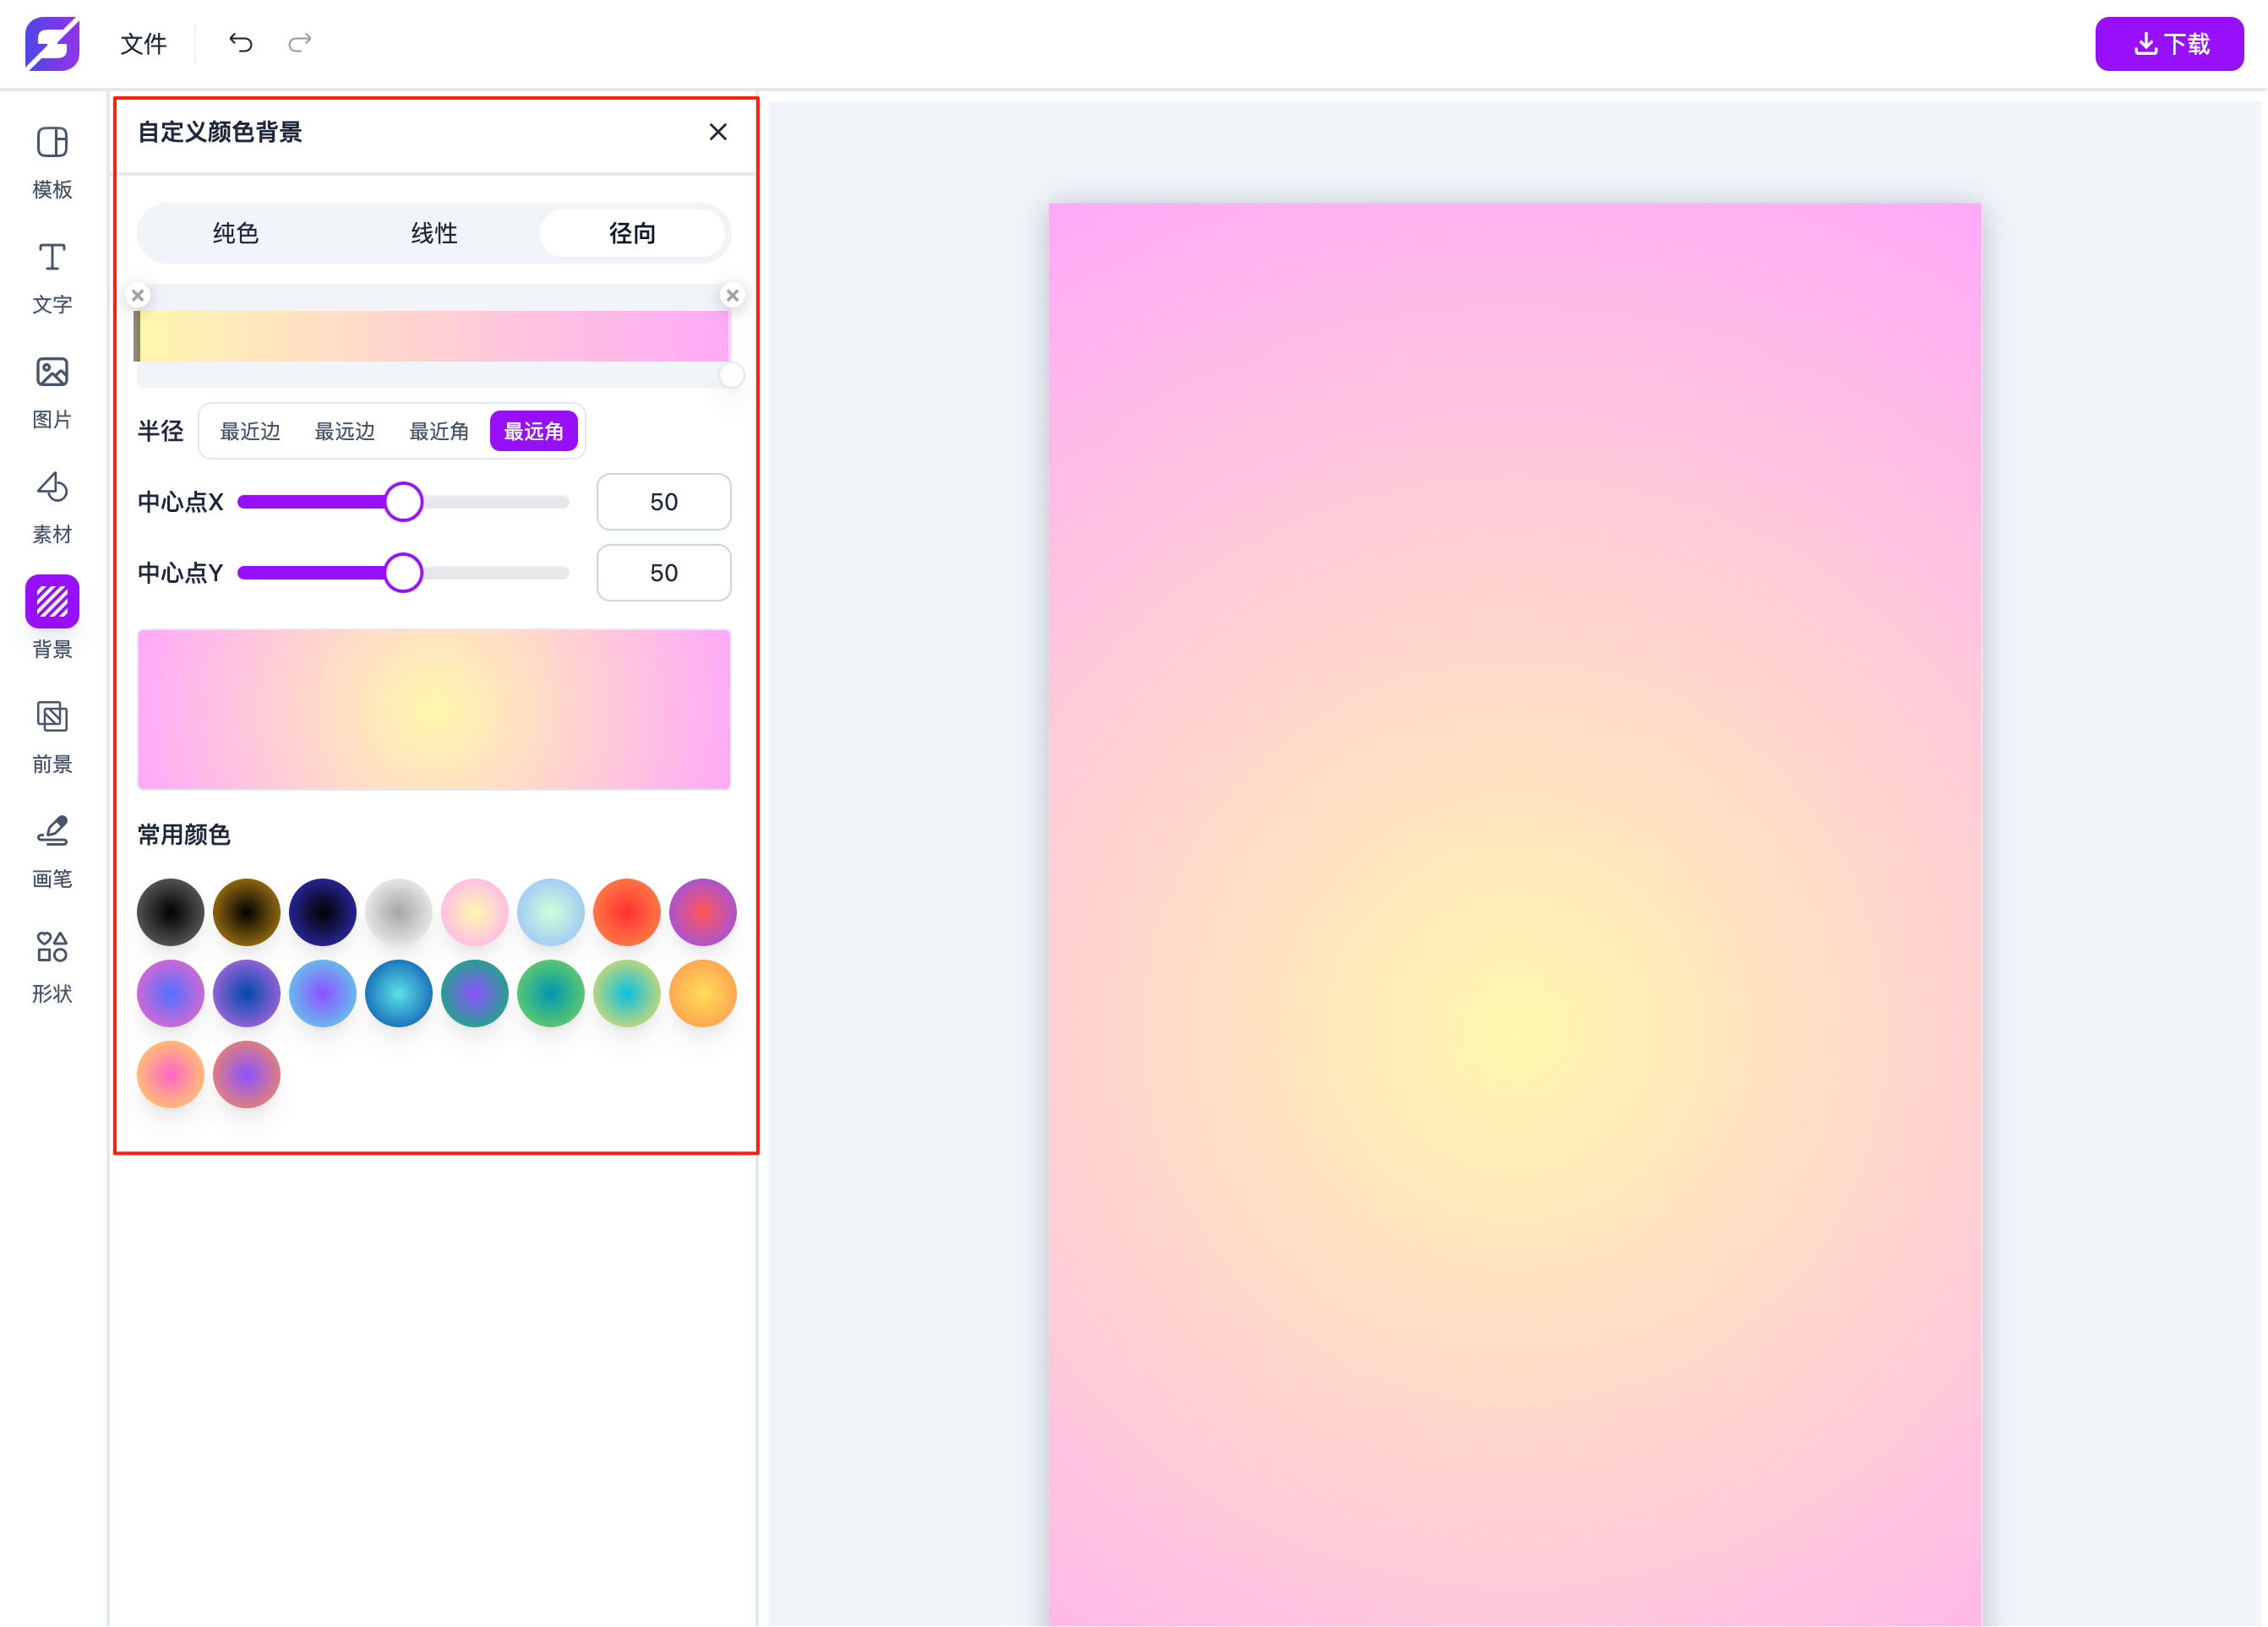 文件
下载
模板
文字
图片
素材
背景
前景
画笔
形状
自定义颜色背景
纯色 线性 径向
半径 最近边 最远边 最近角 最远角
中心点X 50
中心点Y 50
常用颜色